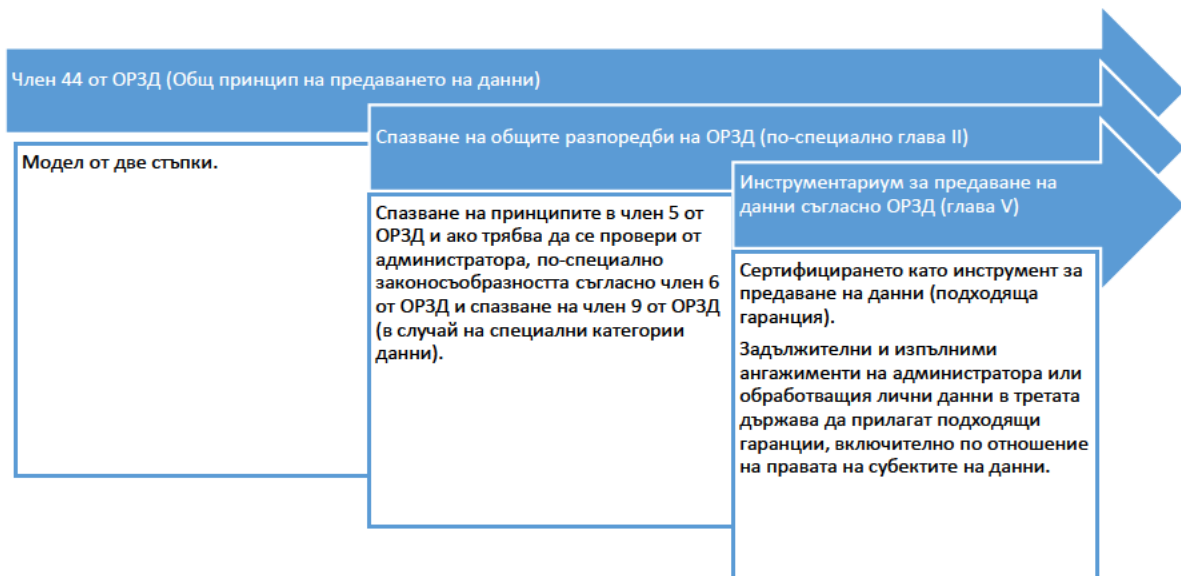 Член 44 от ОРЗД (Общ принцип на предаването на данни)
Модел от две стъпки.
Спазване на общите разпоредби на ОРЗД (по-специално глава II)
Спазване на принципите в член 5 от
ОРЗД и ако трябва да се провери от
администратора, по-специално
законосъобразността съгласно член 6
от ОРЗД и спазване на член 9 от ОРЗД
(в случай на специални категории
данни).
Инструментариум за предаване на
данни съгласно ОРЗД (глава V)
Сертифицирането като инструмент за
предаване на данни (подходяща
гаранция).
Задължителни и изпълними
ангажименти на администратора или
обработващия лични данни в третата
държава да прилагат подходящи
гаранции, включително по отношение
на правата на субектите на данни.